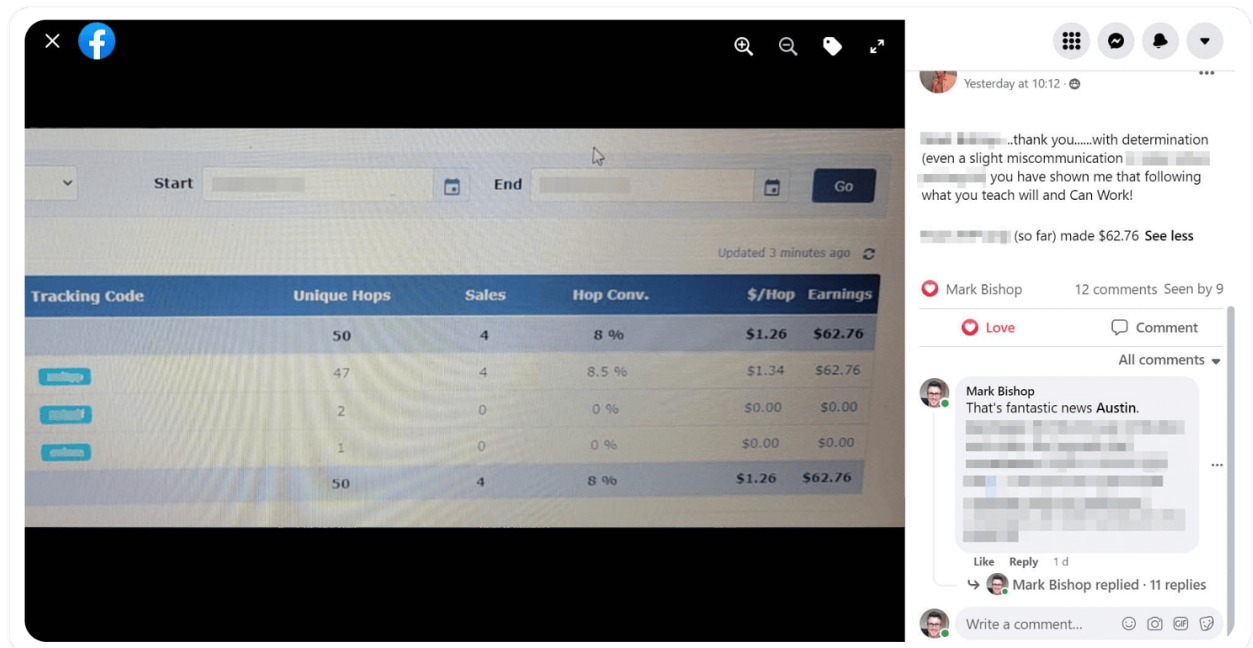 Start
End
Go
Updated 3 minutes ago
Tracking Code Unique Hops Sales Hop Conv. $/Hop Earnings
50 4 8 % $1.26 $62.76
47 4 8.5 % $1.34 $62.76
2 0 0 % $0.00 $0.00
1 0 0 % $0.00 $0.00
50 4 8 % $1.26 $62.76
Yesterday at 10:12 ·
..thank you......with determination
(even a slight miscommunication
you have shown me that following
what you teach will and Can Work!
(so far) made $62.76 See less
Mark Bishop 12 comments Seen by 9
Love Comment
All comments
Mark Bishop
That's fantastic news Austin.
Like Reply 1 d
Mark Bishop replied · 11 replies
Write a comment...
GIF